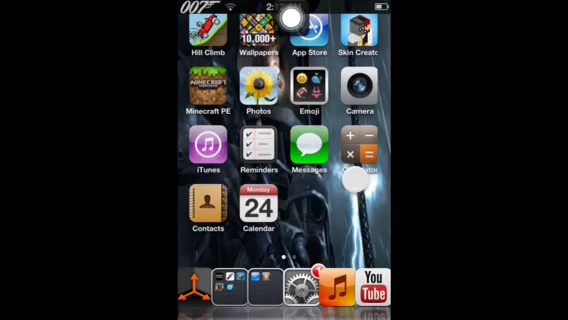 007 2:
Hill Climb Wallpapers App Store Skin Creato
10,000+
MINECRAFT
Minecraft PE Photos Emoji Camera
iTunes Reminders Messages
Contacts Calendar
Monday
24
You
Tube